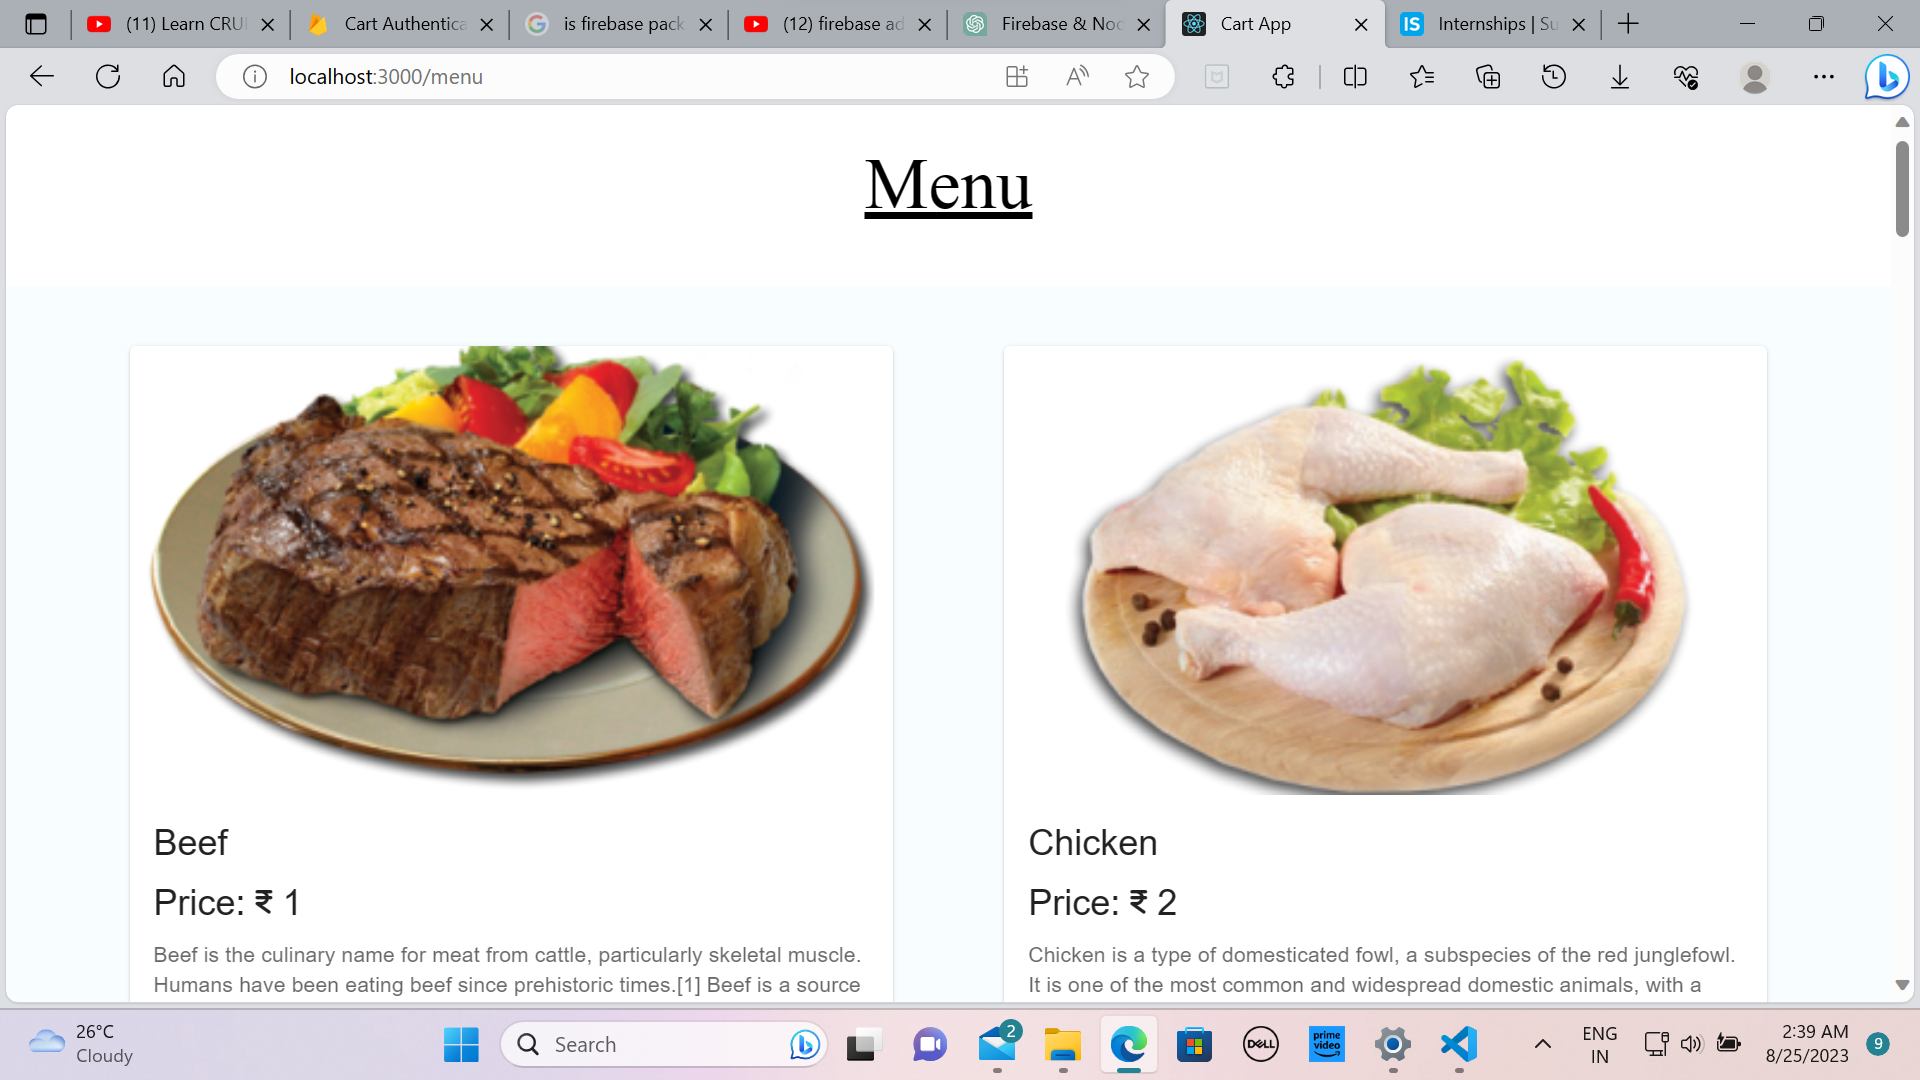 (11) Learn CRU
Cart Authentica
is firebase pack
(12) firebase ad
Firebase & Noc
Cart App
IS
Internships | Su
localhost:3000/menu
Menu
Beef
Price: ₹ 1
Beef is the culinary name for meat from cattle, particularly skeletal muscle.
Humans have been eating beef since prehistoric times.[1] Beef is a source
Chicken
Price: ₹ 2
Chicken is a type of domesticated fowl, a subspecies of the red junglefowl.
It is one of the most common and widespread domestic animals, with a
26°C
Cloudy
Search
2
DELL
prime
video
ENG
IN
2:39 AM
8/25/2023
9